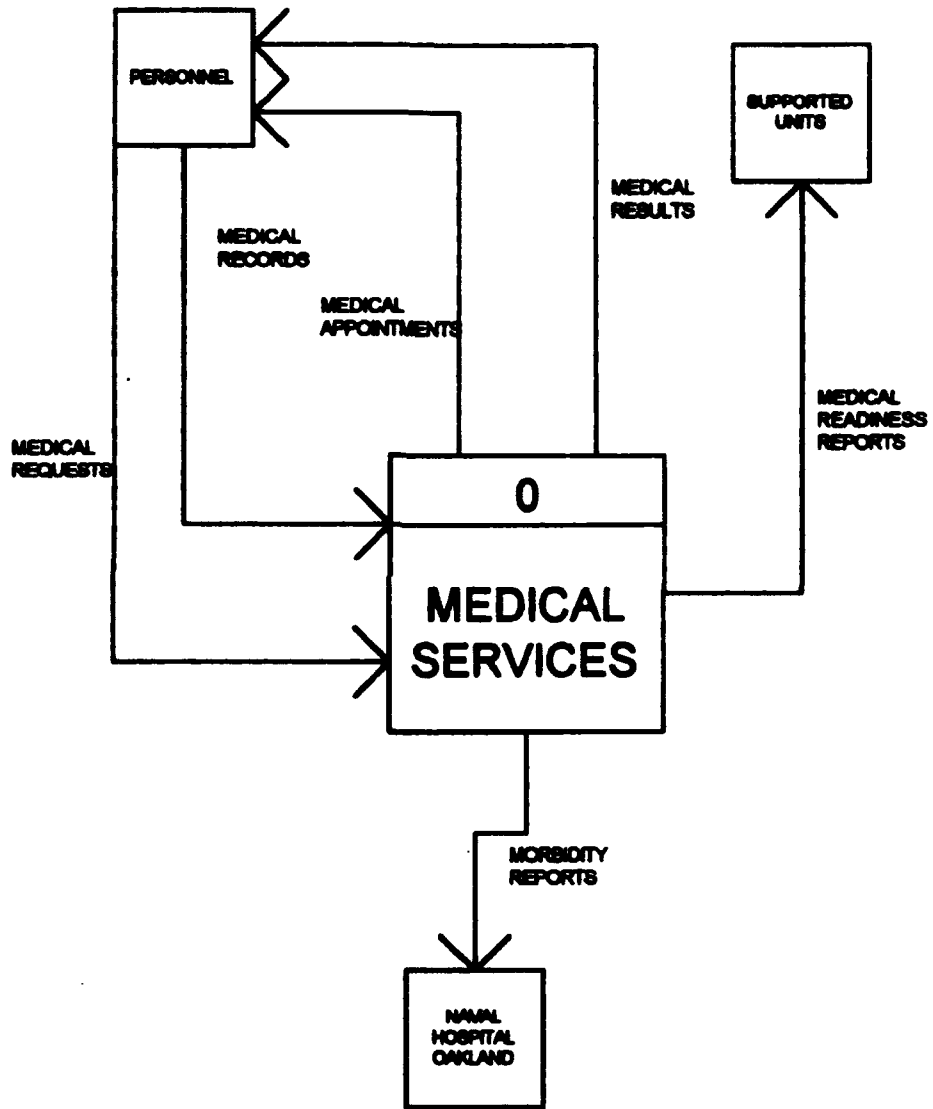 PERSONNEL
SUPPORTED
UNITS
MEDICAL
RESULTS
MEDICAL
RECORDS
MEDICAL
APPOINTMENTS
MEDICAL
READINESS
REPORTS
MEDICAL
REQUESTS
0
MEDICAL
SERVICES
MORBIDITY
REPORTS
NAVAL
HOSPITAL
OAKLAND